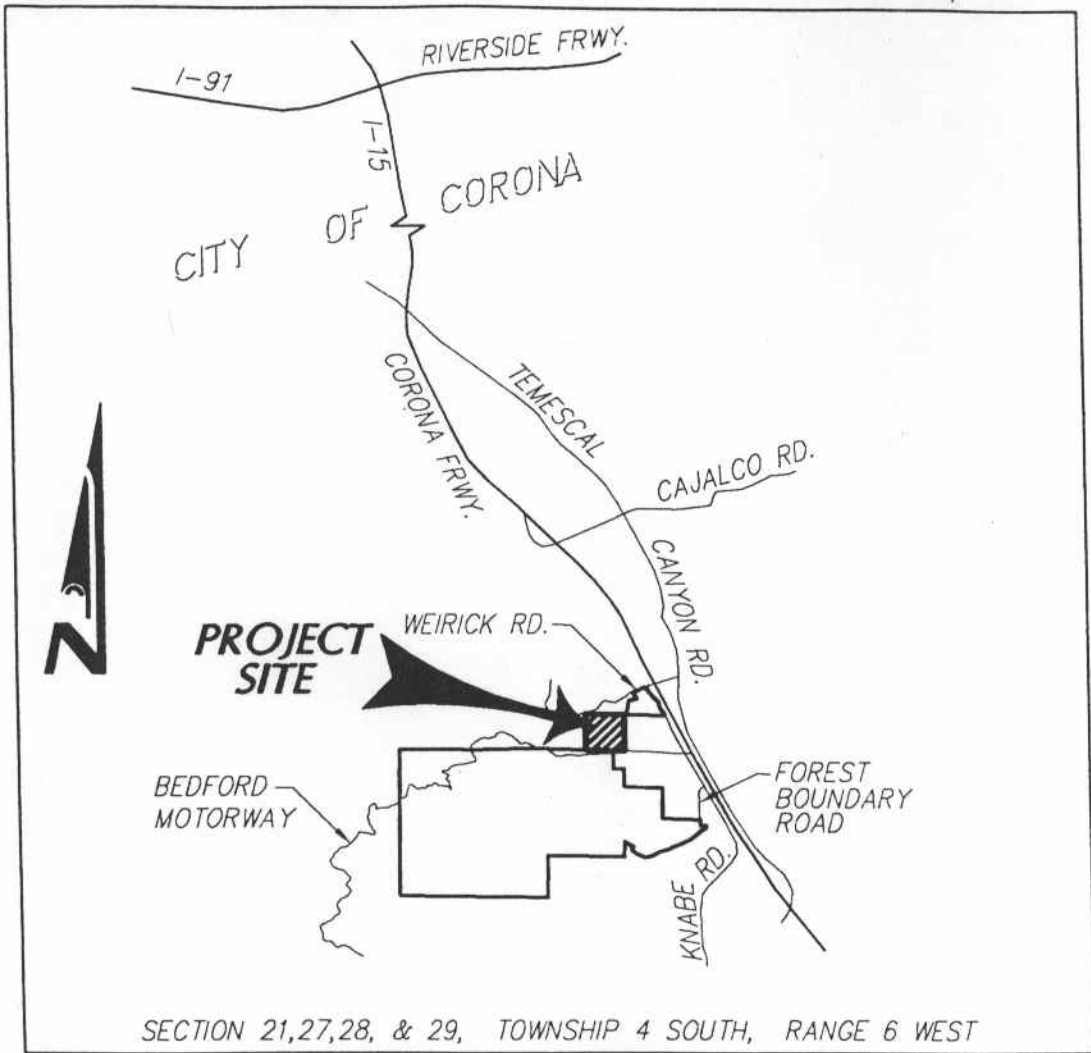 RIVERSIDE FRWY.
I-91
I-15
CITY OF CORONA
CORONA FRWY.
TEMESCAL
CAJALCO RD.
CANYON RD.
WEIRICK RD.
N
PROJECT
SITE
BEDFORD
MOTORWAY
FOREST
BOUNDARY
ROAD
KNABE RD.
SECTION 21,27,28, & 29, TOWNSHIP 4 SOUTH, RANGE 6 WEST